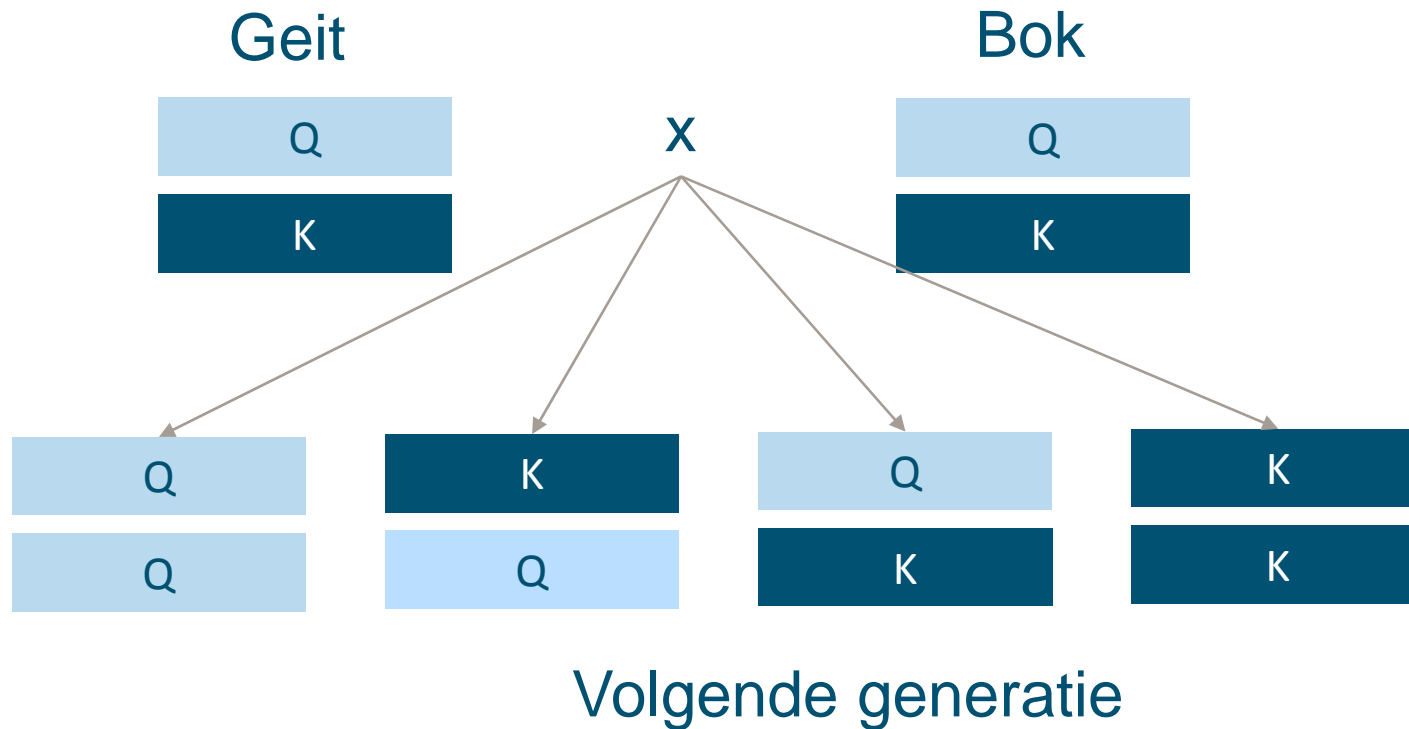 Geit Bok
Q x Q
K K
Q K Q K
Q Q K K
Volgende generatie